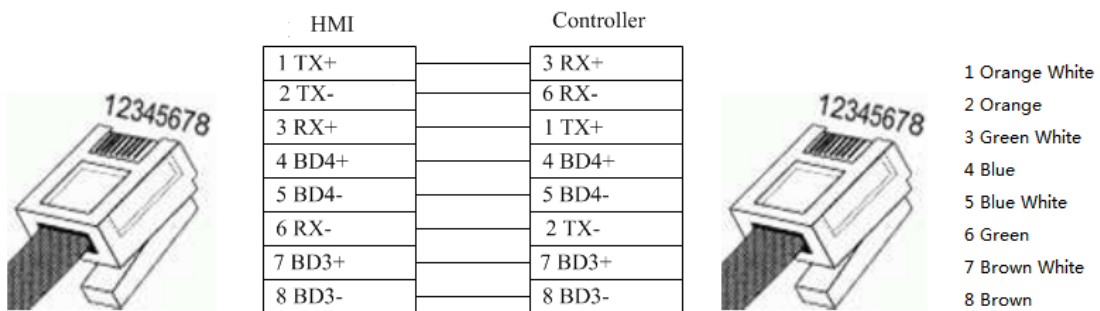 HMI Controller
1 TX+ 3 RX+
2 TX- 6 RX-
3 RX+ 1 TX+
4 BD4+ 4 BD4+
5 BD4- 5 BD4-
6 RX- 2 TX-
7 BD3+ 7 BD3+
8 BD3- 8 BD3-
12345678
12345678
1 Orange White
2 Orange
3 Green White
4 Blue
5 Blue White
6 Green
7 Brown White
8 Brown